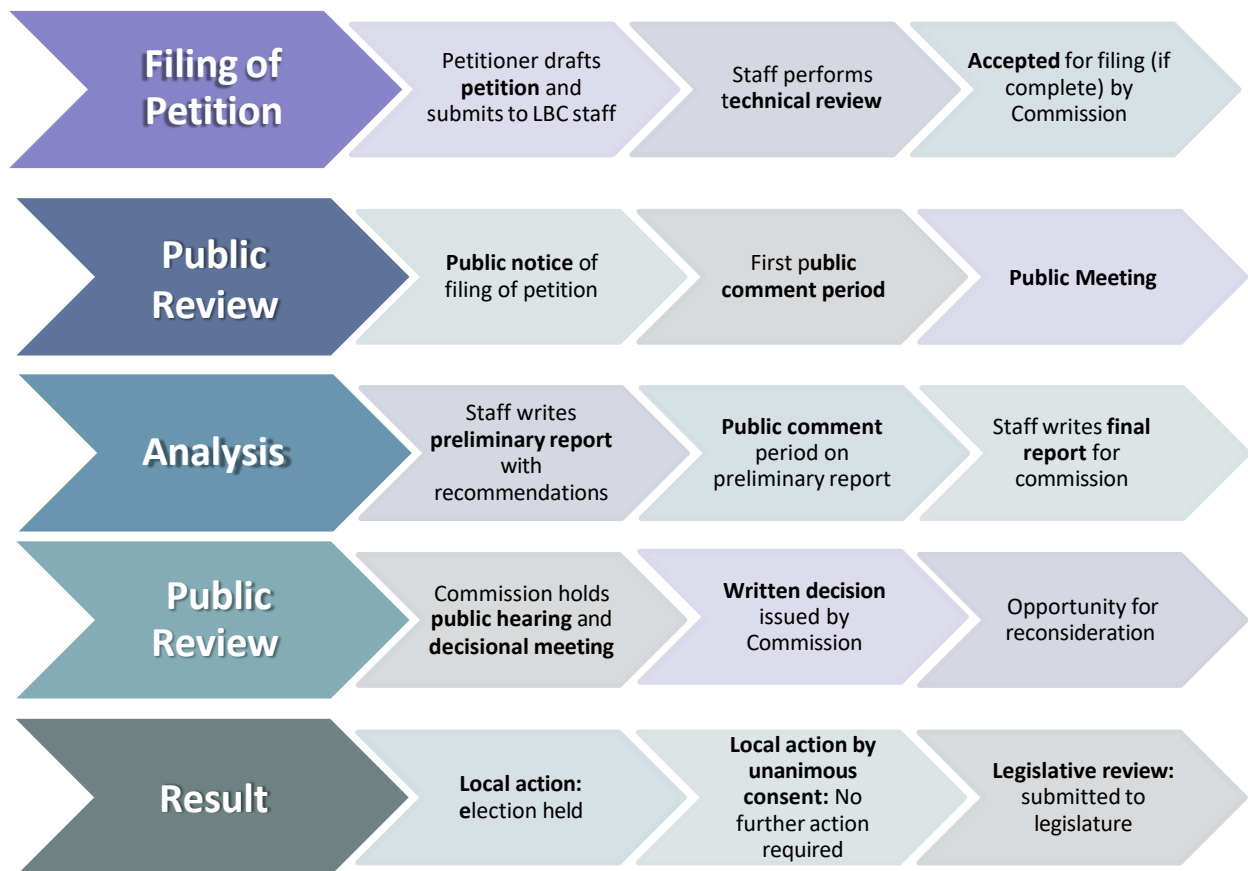 Filing of
Petition
Petitioner drafts
petition and
submits to LBC staff
Staff performs
technical review
Accepted for filing (if
complete) by
Commission
Public
Review
Public notice of
filing of petition
First public
comment period
Public Meeting
Analysis
Staff writes
preliminary report
with
recommendations
Public comment
period on
preliminary report
Staff writes final
report for
commission
Public
Review
Commission holds
public hearing and
decisional meeting
Written decision
issued by
Commission
Opportunity for
reconsideration
Result
Local action:
election held
Local action by
unanimous
consent: No
further action
required
Legislative review:
submitted to
legislature